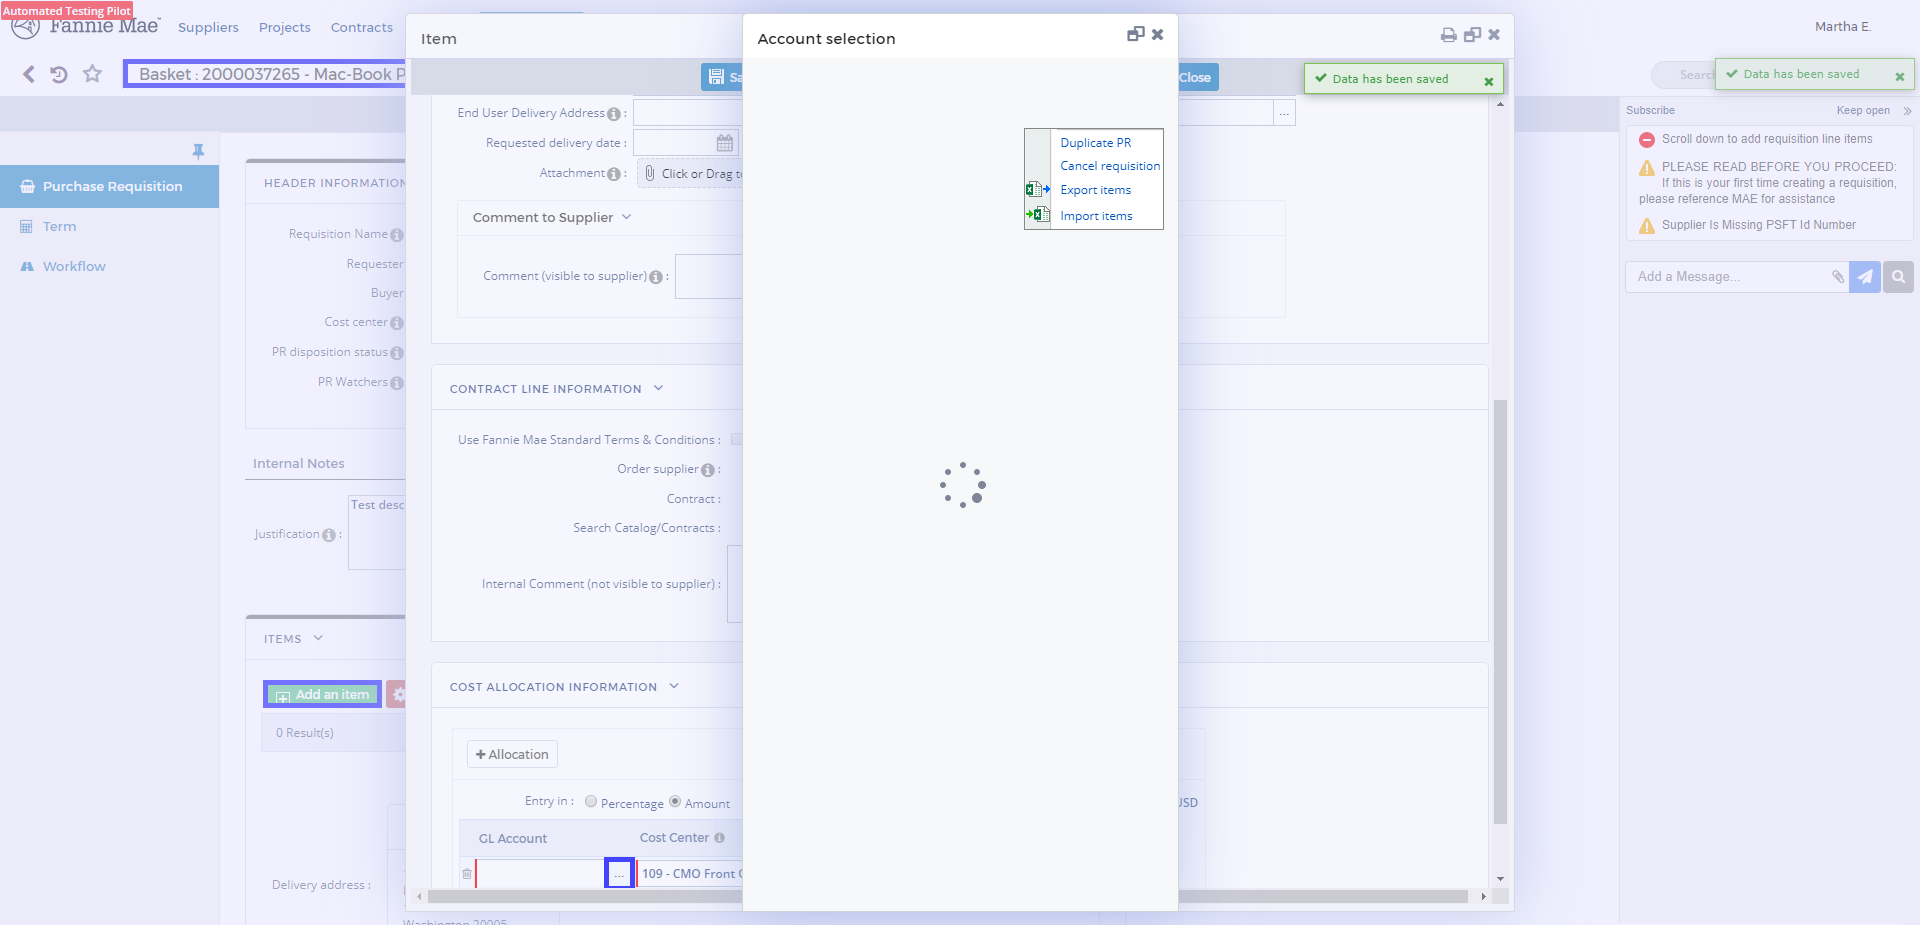 Automated Testing Pilot
Fannie Mae™
Suppliers
Projects
Contracts
Martha E.
Basket : 2000037265 - Mac-Book P
Search
Data has been saved
Purchase Requisition
Term
Workflow
HEADER INFORMATION
Requisition Name
Requester
Buyer
Cost center
PR disposition status
PR Watchers
Internal Notes
Test desc
Justification :
ITEMS
Add an item
0 Result(s)
Delivery address :
Washington 20005
Item
Close
Data has been saved
End User Delivery Address :
...
Requested delivery date :
Attachment :
Click or Drag to
Comment to Supplier
Comment (visible to supplier) :
CONTRACT LINE INFORMATION
Use Fannie Mae Standard Terms & Conditions :
Order supplier :
Contract :
Search Catalog/Contracts :
Internal Comment (not visible to supplier) :
COST ALLOCATION INFORMATION
+ Allocation
Entry in :
Percentage
Amount
USD
GL Account
Cost Center
...
109 - CMO Front
Account selection
Duplicate PR
Cancel requisition
Export items
Import items
Subscribe
Keep open
Scroll down to add requisition line items
PLEASE READ BEFORE YOU PROCEED:
If this is your first time creating a requisition,
please reference MAE for assistance
Supplier Is Missing PSFT Id Number
Add a Message...